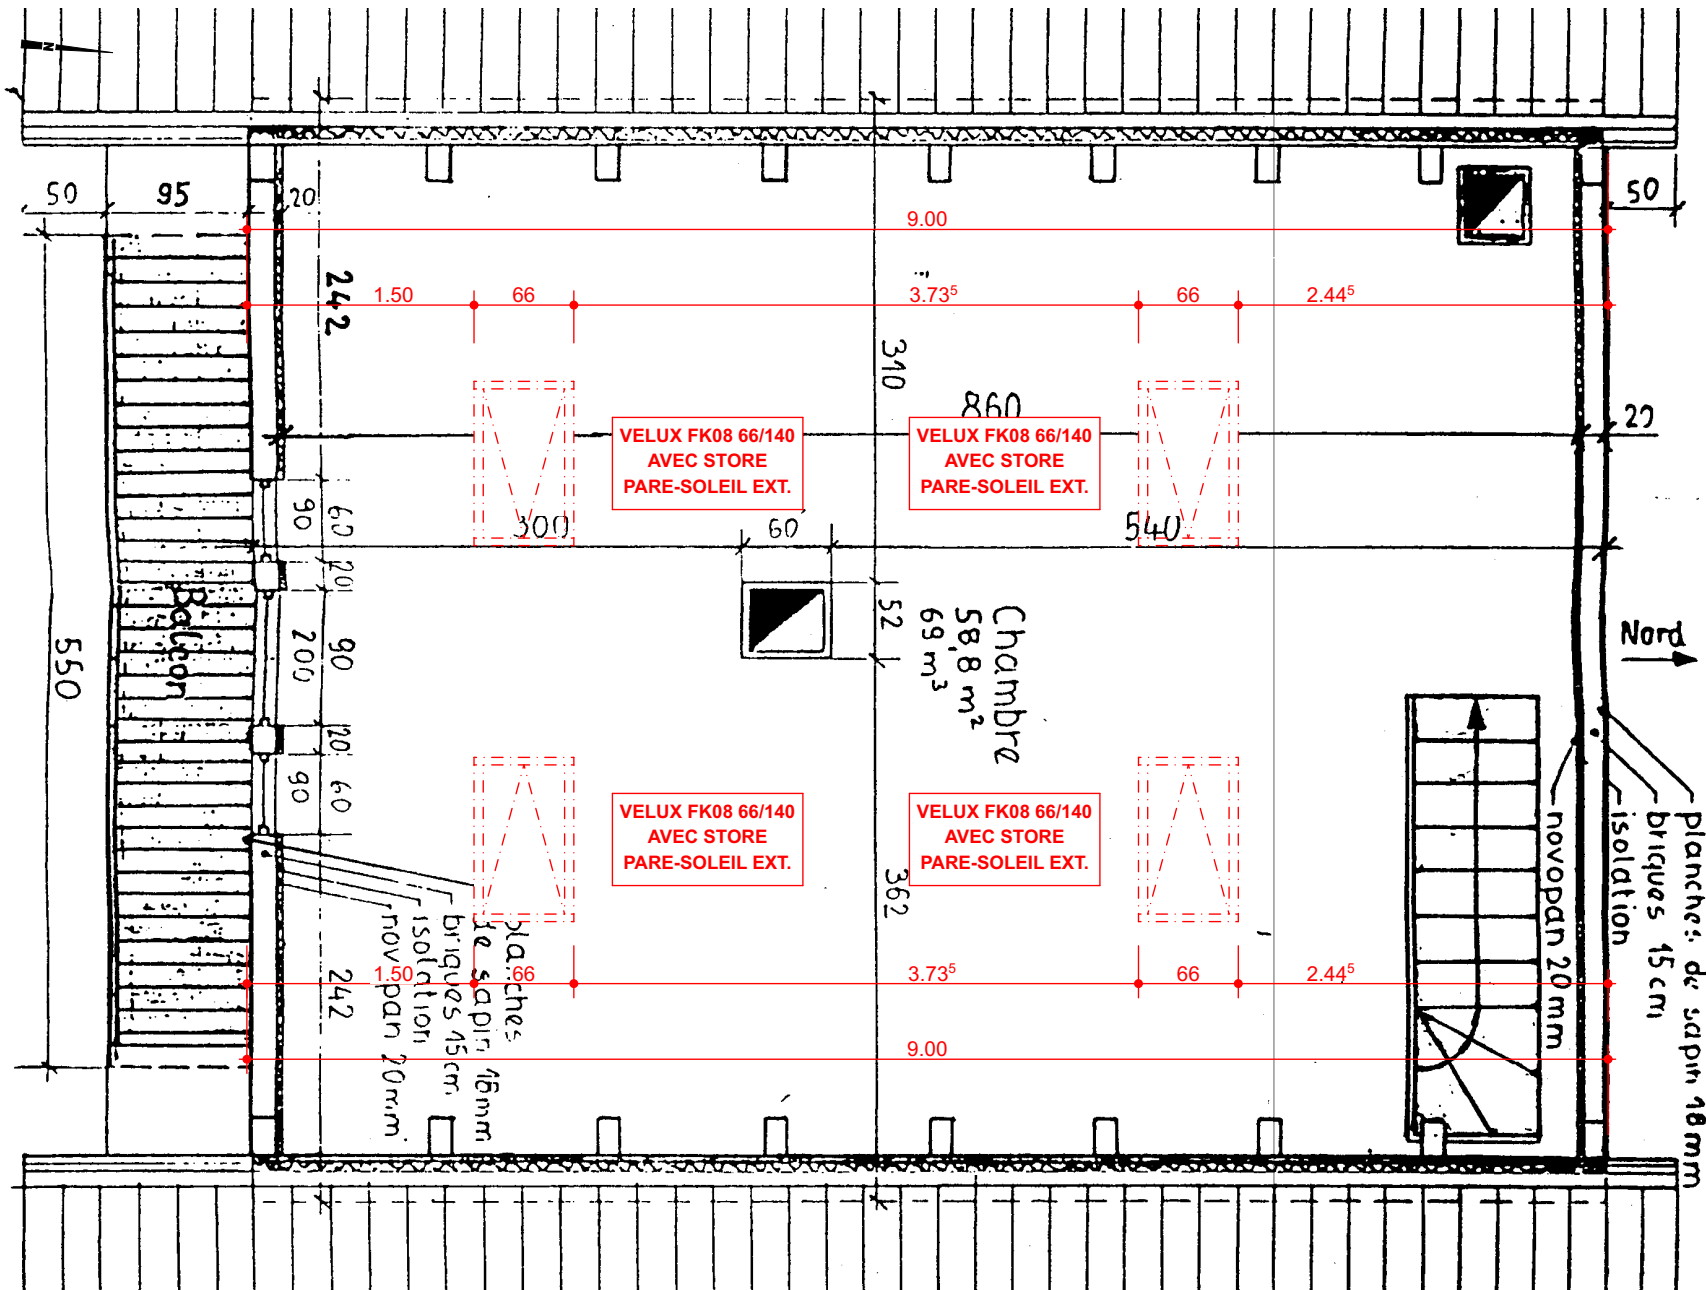 N
50
95
20
50
9.00
242
1.50
66
3.73⁵
66
2.44⁵
310
860
20
VELUX FK08 66/140
AVEC STORE
PARE-SOLEIL EXT.
VELUX FK08 66/140
AVEC STORE
PARE-SOLEIL EXT.
60
90
300
60
540
20
52
Chambre
58,8 m²
69 m³
Nord
Balcon
550
90
200
20
60
90
VELUX FK08 66/140
AVEC STORE
PARE-SOLEIL EXT.
VELUX FK08 66/140
AVEC STORE
PARE-SOLEIL EXT.
362
planches de sapin 18mm
briques 15 cm
isolation
novopan 20mm
planches
de sapin 18mm
briques 15cm
isolation
novopan 20mm
242
1.50
66
3.73⁵
66
2.44⁵
9.00